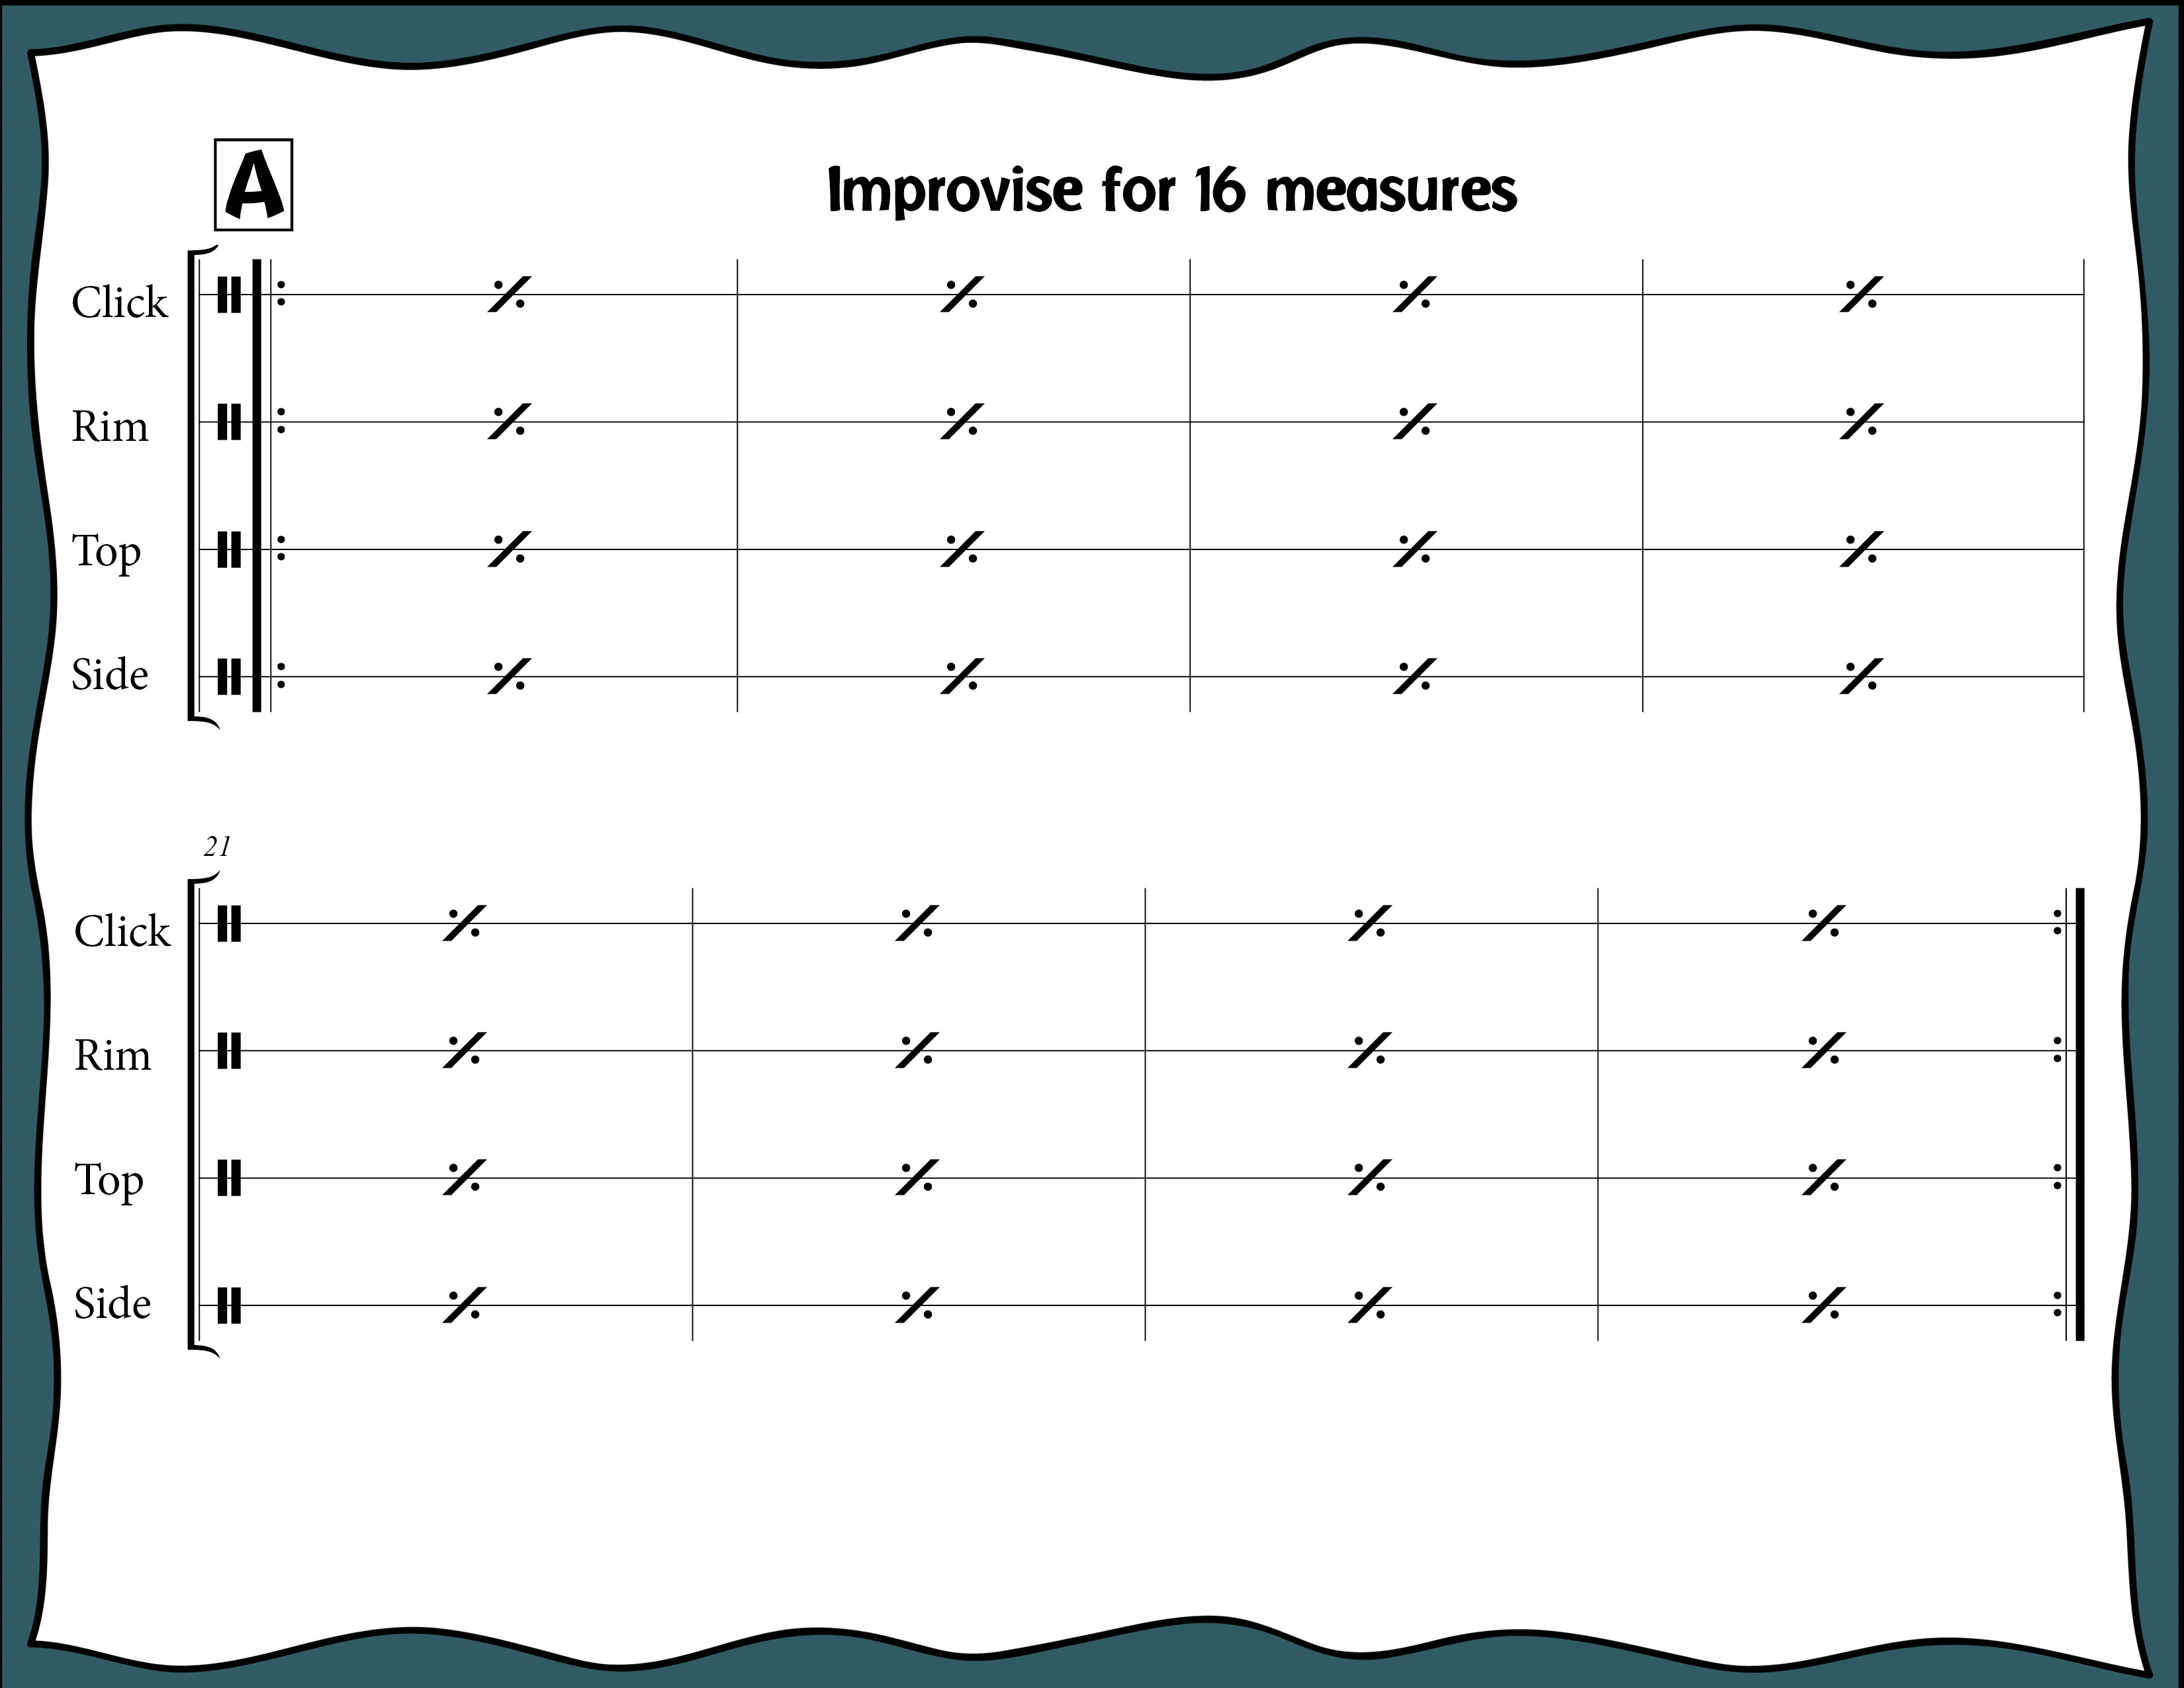 A
Improvise for 16 measures
Click
Rim
Top
Side
21
Click
Rim
Top
Side